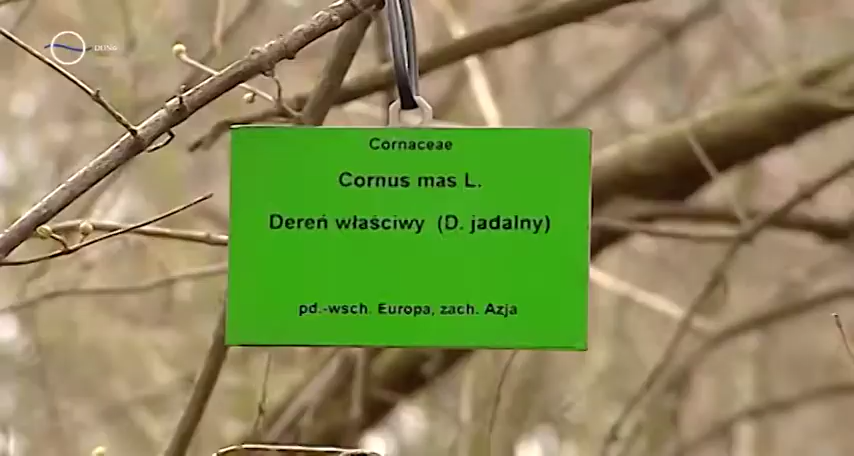 Cornaceae
Cornus mas L.
Dereń właściwy (D. jadalny)
pd.-wsch. Europa, zach. Azja